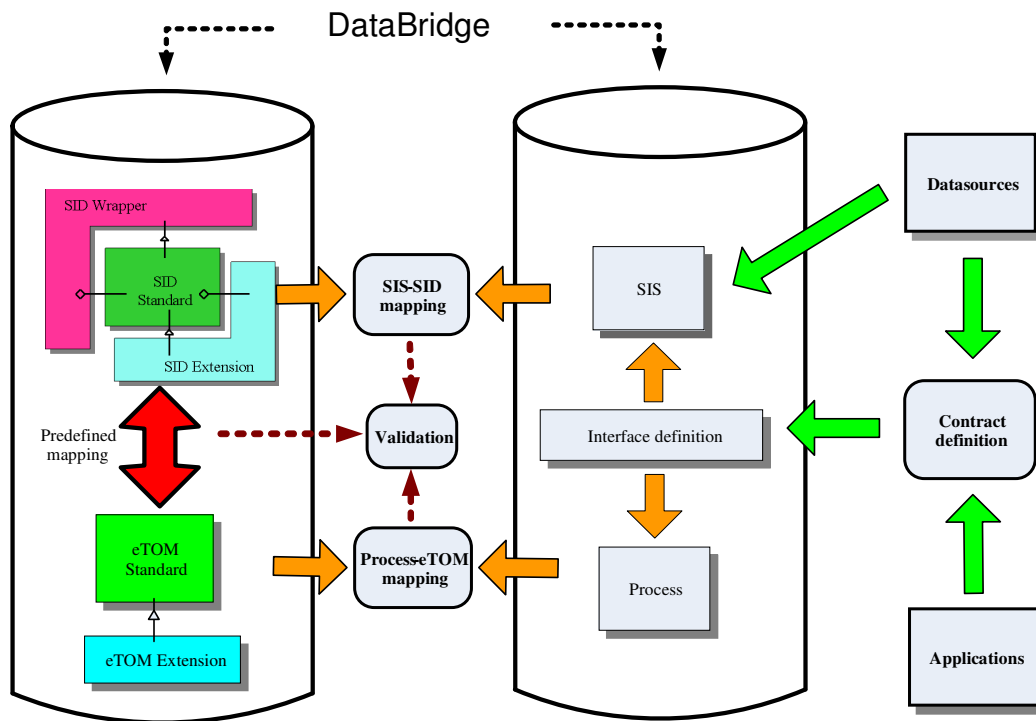 DataBridge
SID Wrapper
SID
Standard
SID Extension
Predefined
mapping
eTOM
Standard
eTOM Extension
SIS-SID
mapping
Validation
Process-eTOM
mapping
SIS
Interface definition
Process
Datasources
Contract
definition
Applications